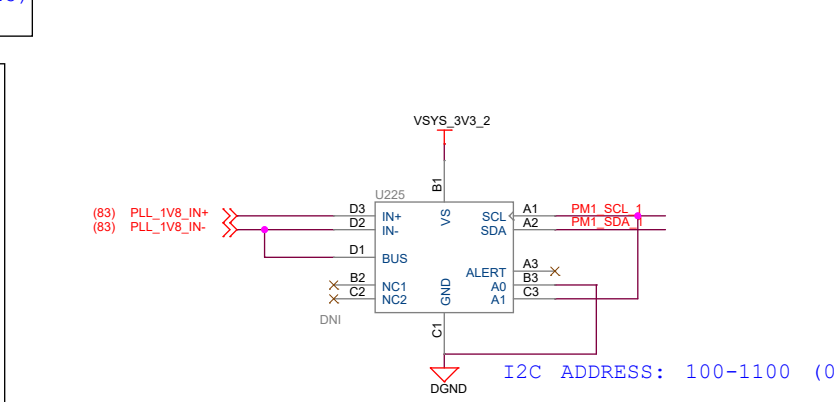 VSYS_3V3_2
U225
B1
(83) PLL_1V8_IN+ D3 IN+ VS SCL A1 PM1_SCL_1
(83) PLL_1V8_IN- D2 IN- SDA A2 PM1_SDA_1
D1 BUS
ALERT A3
B2 NC1 GND A0 B3
C2 NC2 A1 C3
DNI
C1
I2C ADDRESS: 100-1100 (0
DGND